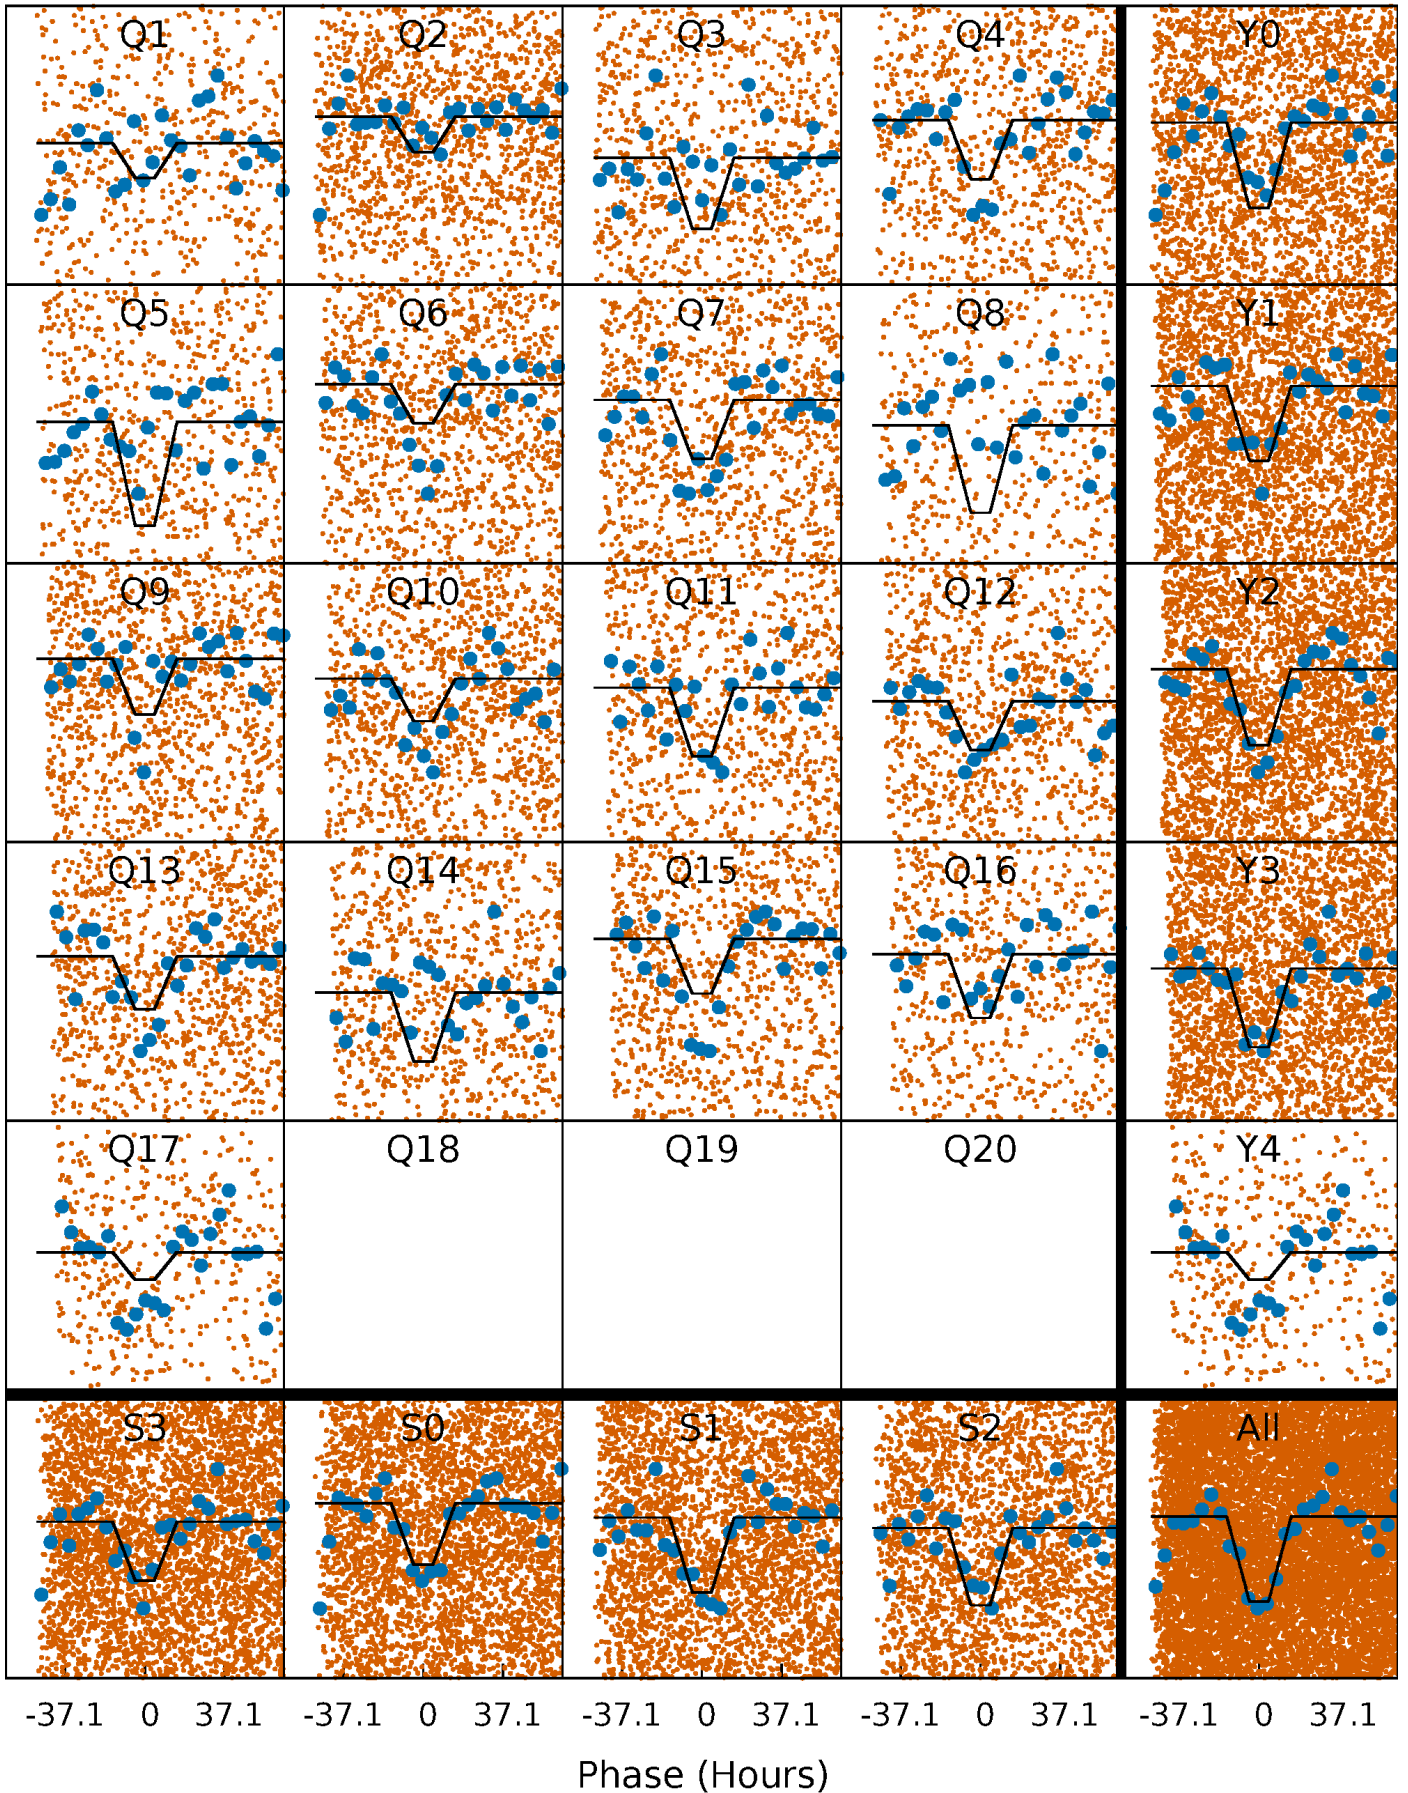 Q1 Q2 Q3 Q4 Y0
Q5 Q6 Q7 Q8 Y1
Q9 Q10 Q11 Q12 Y2
Q13 Q14 Q15 Q16 Y3
Q17 Q18 Q19 Q20 Y4
S3 S0 S1 S2 All
-37.1 0 37.1 -37.1 0 37.1 -37.1 0 37.1 -37.1 0 37.1 -37.1 0 37.1
Phase (Hours)